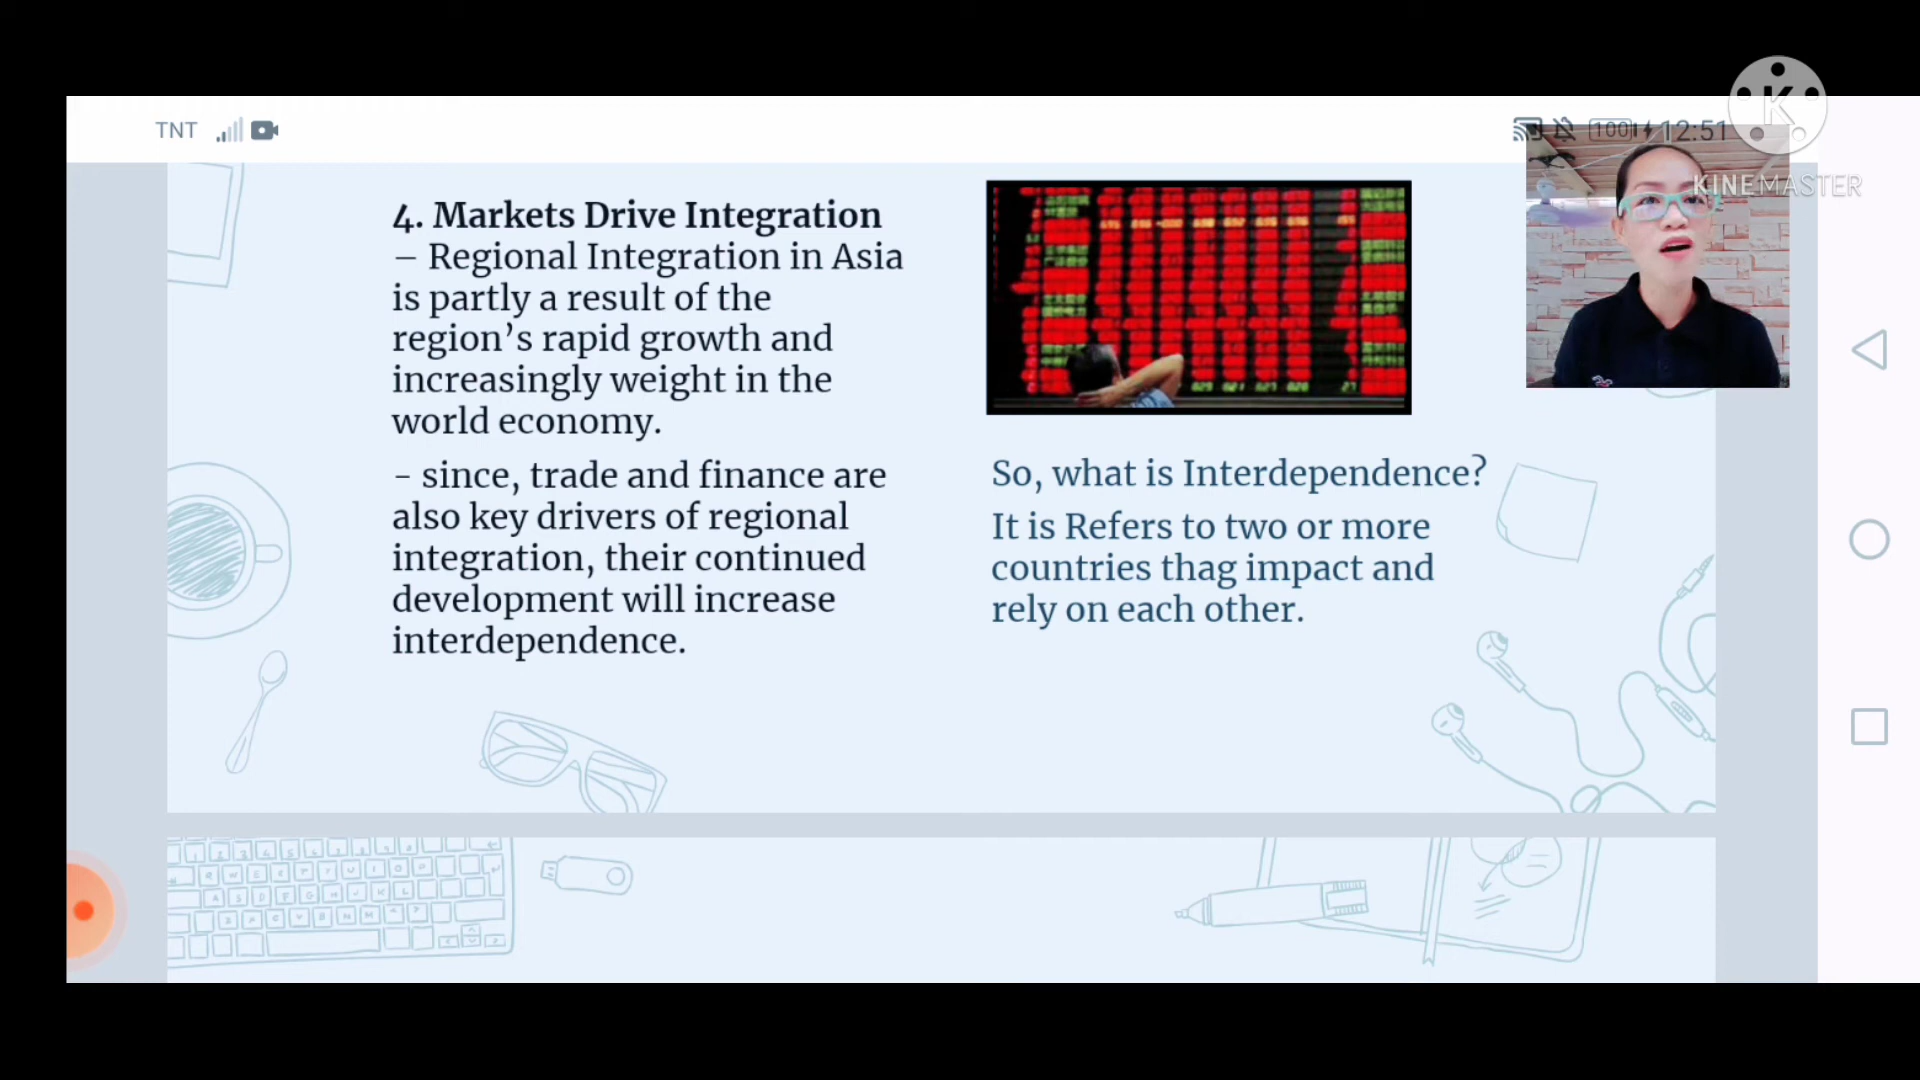 TNT
100 12:51
K
KINEMASTER
4. Markets Drive Integration
– Regional Integration in Asia
is partly a result of the
region’s rapid growth and
increasingly weight in the
world economy.
- since, trade and finance are
also key drivers of regional
integration, their continued
development will increase
interdependence.
So, what is Interdependence?
It is Refers to two or more
countries thag impact and
rely on each other.